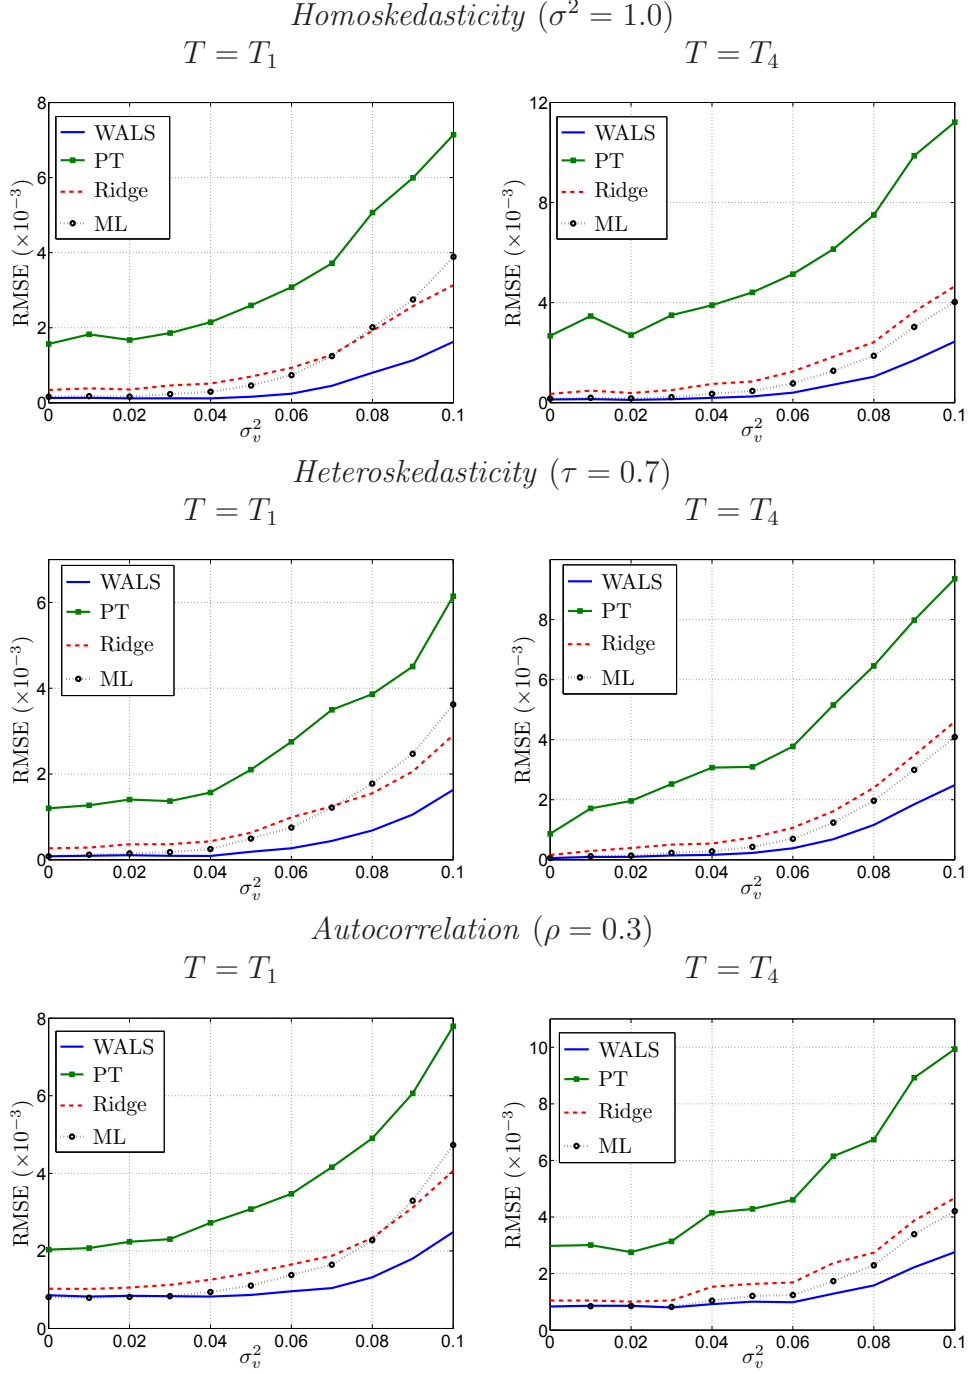 Homoskedasticity (σ² = 1.0)
T = T₁
T = T₄
8
6
4
2
0
RMSE (×10⁻³)
WALS
PT
Ridge
ML
0 0.02 0.04 0.06 0.08 0.1
σ²ᵥ
12
8
4
0
RMSE (×10⁻³)
WALS
PT
Ridge
ML
0 0.02 0.04 0.06 0.08 0.1
σ²ᵥ
Heteroskedasticity (τ = 0.7)
T = T₁
T = T₄
6
4
2
0
RMSE (×10⁻³)
WALS
PT
Ridge
ML
0 0.02 0.04 0.06 0.08 0.1
σ²ᵥ
8
6
4
2
0
RMSE (×10⁻³)
WALS
PT
Ridge
ML
0 0.02 0.04 0.06 0.08 0.1
σ²ᵥ
Autocorrelation (ρ = 0.3)
T = T₁
T = T₄
8
6
4
2
0
RMSE (×10⁻³)
WALS
PT
Ridge
ML
0 0.02 0.04 0.06 0.08 0.1
σ²ᵥ
10
8
6
4
2
0
RMSE (×10⁻³)
WALS
PT
Ridge
ML
0 0.02 0.04 0.06 0.08 0.1
σ²ᵥ